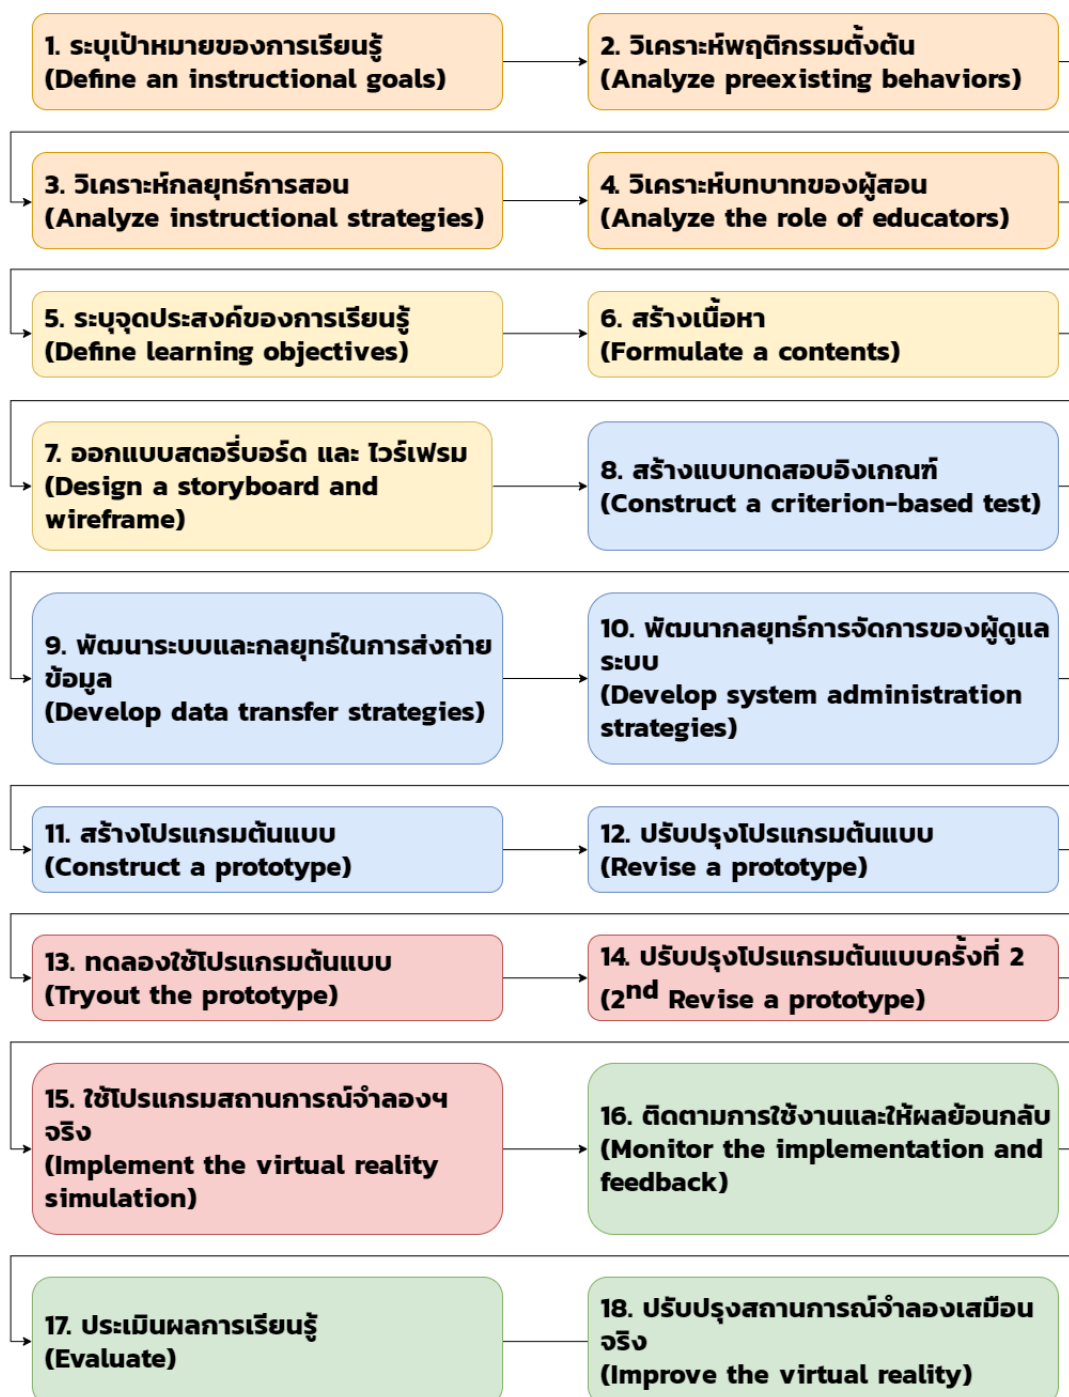 1. ระบุเป้าหมายของการเรียนรู้
(Define an instructional goals)
2. วิเคราะห์พฤติกรรมตั้งต้น
(Analyze preexisting behaviors)
3. วิเคราะห์กลยุทธ์การสอน
(Analyze instructional strategies)
4. วิเคราะห์บทบาทของผู้สอน
(Analyze the role of educators)
5. ระบุจุดประสงค์ของการเรียนรู้
(Define learning objectives)
6. สร้างเนื้อหา
(Formulate a contents)
7. ออกแบบสตอรี่บอร์ด และ ไวร์เฟรม
(Design a storyboard and
wireframe)
8. สร้างแบบทดสอบอิงเกณฑ์
(Construct a criterion-based test)
9. พัฒนาระบบและกลยุทธ์ในการส่งถ่าย
ข้อมูล
(Develop data transfer strategies)
10. พัฒนากลยุทธ์การจัดการของผู้ดูแล
ระบบ
(Develop system administration
strategies)
11. สร้างโปรแกรมต้นแบบ
(Construct a prototype)
12. ปรับปรุงโปรแกรมต้นแบบ
(Revise a prototype)
13. ทดลองใช้โปรแกรมต้นแบบ
(Tryout the prototype)
14. ปรับปรุงโปรแกรมต้นแบบครั้งที่ 2
(2nd Revise a prototype)
15. ใช้โปรแกรมสถานการณ์จำลองฯ
จริง
(Implement the virtual reality
simulation)
16. ติดตามการใช้งานและให้ผลย้อนกลับ
(Monitor the implementation and
feedback)
17. ประเมินผลการเรียนรู้
(Evaluate)
18. ปรับปรุงสถานการณ์จำลองเสมือน
จริง
(Improve the virtual reality)